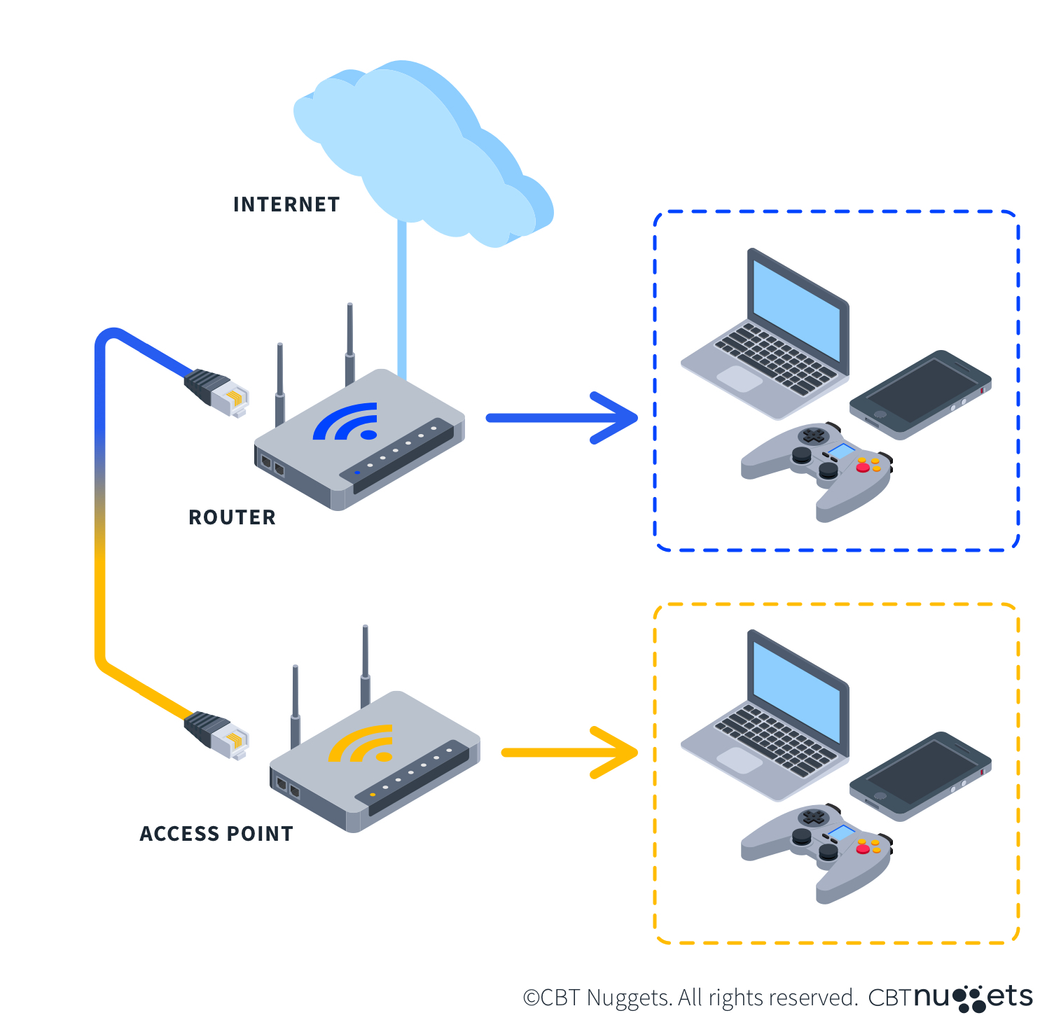 INTERNET
ROUTER
ACCESS POINT
©CBT Nuggets. All rights reserved. CBTnuggets